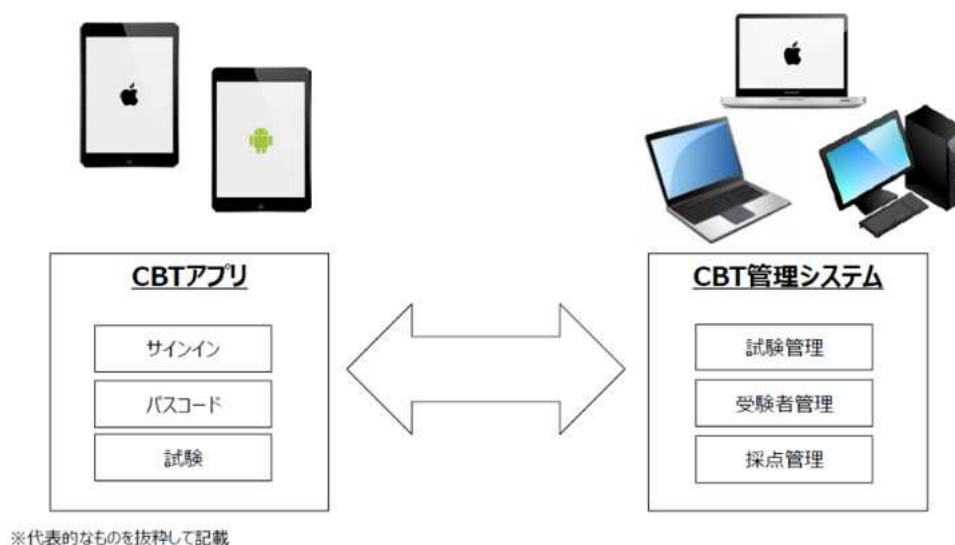 CBTアプリ
サインイン
パスコード
試験
CBT管理システム
試験管理
受験者管理
採点管理
※代表的なものを抜粋して記載